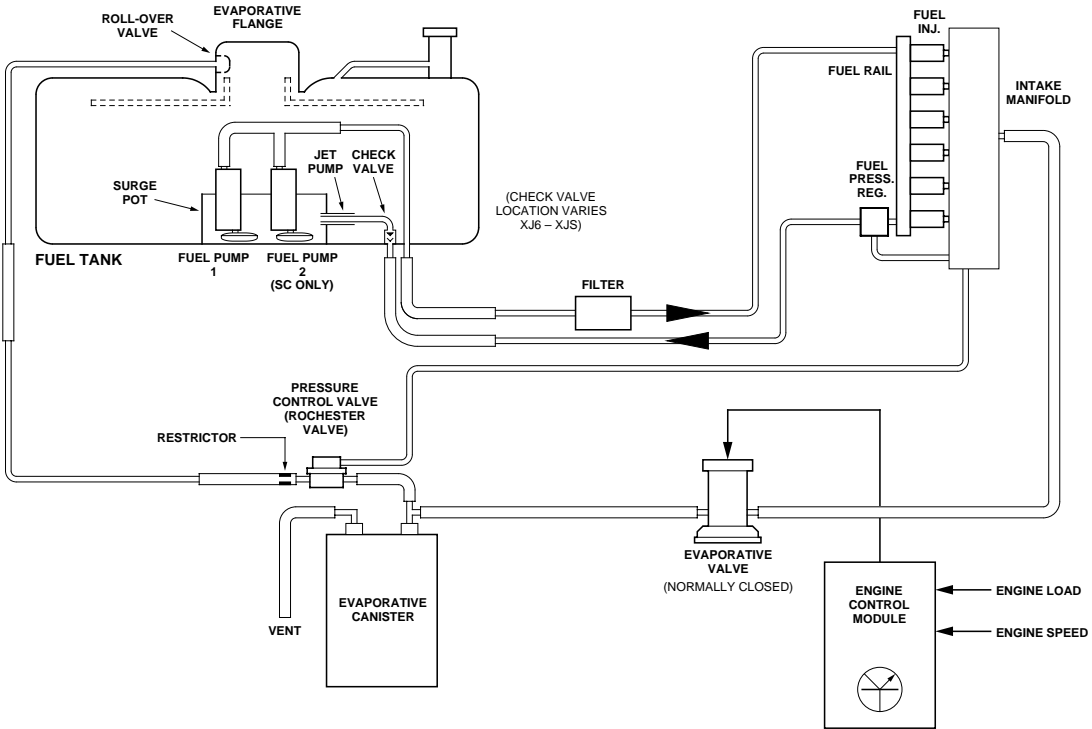 ROLL-OVER
VALVE
EVAPORATIVE
FLANGE
FUEL
INJ.
FUEL RAIL
INTAKE
MANIFOLD
JET
PUMP
CHECK
VALVE
FUEL
PRESS.
REG.
SURGE
POT
(CHECK VALVE
LOCATION VARIES
XJ6 – XJS)
FUEL TANK
FUEL PUMP
1
FUEL PUMP
2
(SC ONLY)
FILTER
PRESSURE
CONTROL VALVE
(ROCHESTER
VALVE)
RESTRICTOR
EVAPORATIVE
VALVE
(NORMALLY CLOSED)
EVAPORATIVE
CANISTER
VENT
ENGINE
CONTROL
MODULE
ENGINE LOAD
ENGINE SPEED